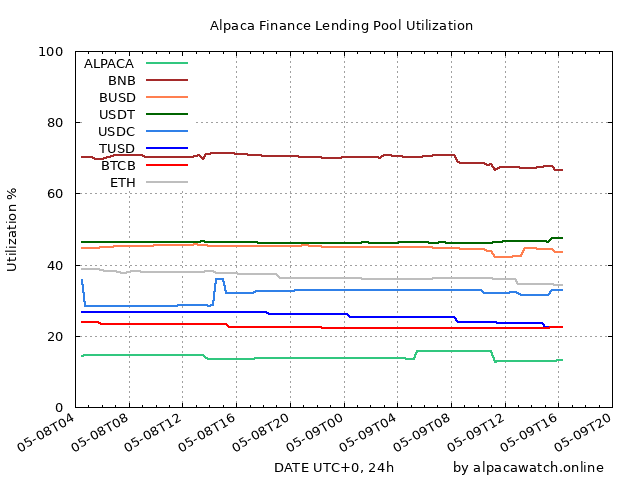 Alpaca Finance Lending Pool Utilization
100
80
60
40
20
0
Utilization %
ALPACA
BNB
BUSD
USDT
USDC
TUSD
BTCB
ETH
05-08T04
05-08T08
05-08T12
05-08T16
05-08T20
05-09T00
05-09T04
05-09T08
05-09T12
05-09T16
05-09T20
DATE UTC+0, 24h
by alpacawatch.online